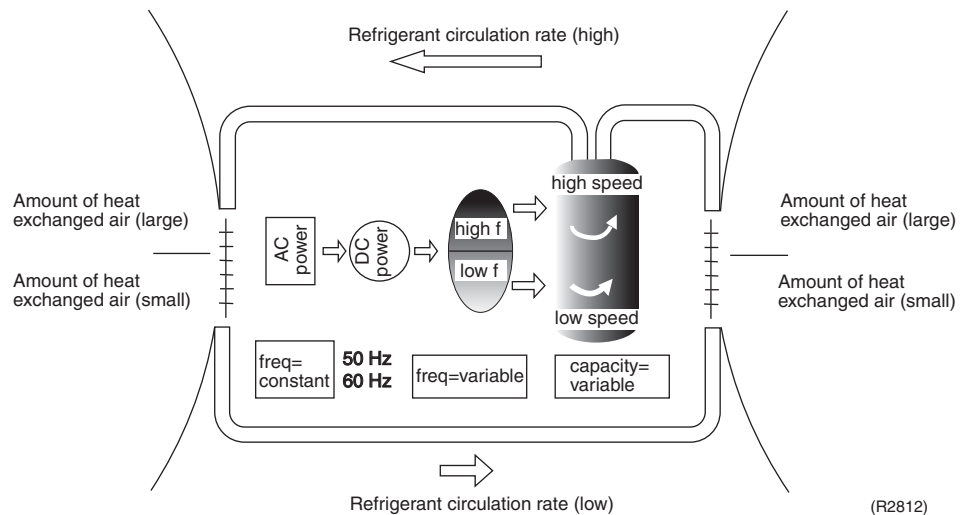 Refrigerant circulation rate (high)
high speed
Amount of heat
exchanged air (large)
Amount of heat
exchanged air (small)
AC
power
DC
power
high f
low f
Amount of heat
exchanged air (large)
Amount of heat
exchanged air (small)
low speed
freq=
constant
50 Hz
60 Hz
freq=variable
capacity=
variable
Refrigerant circulation rate (low)
(R2812)